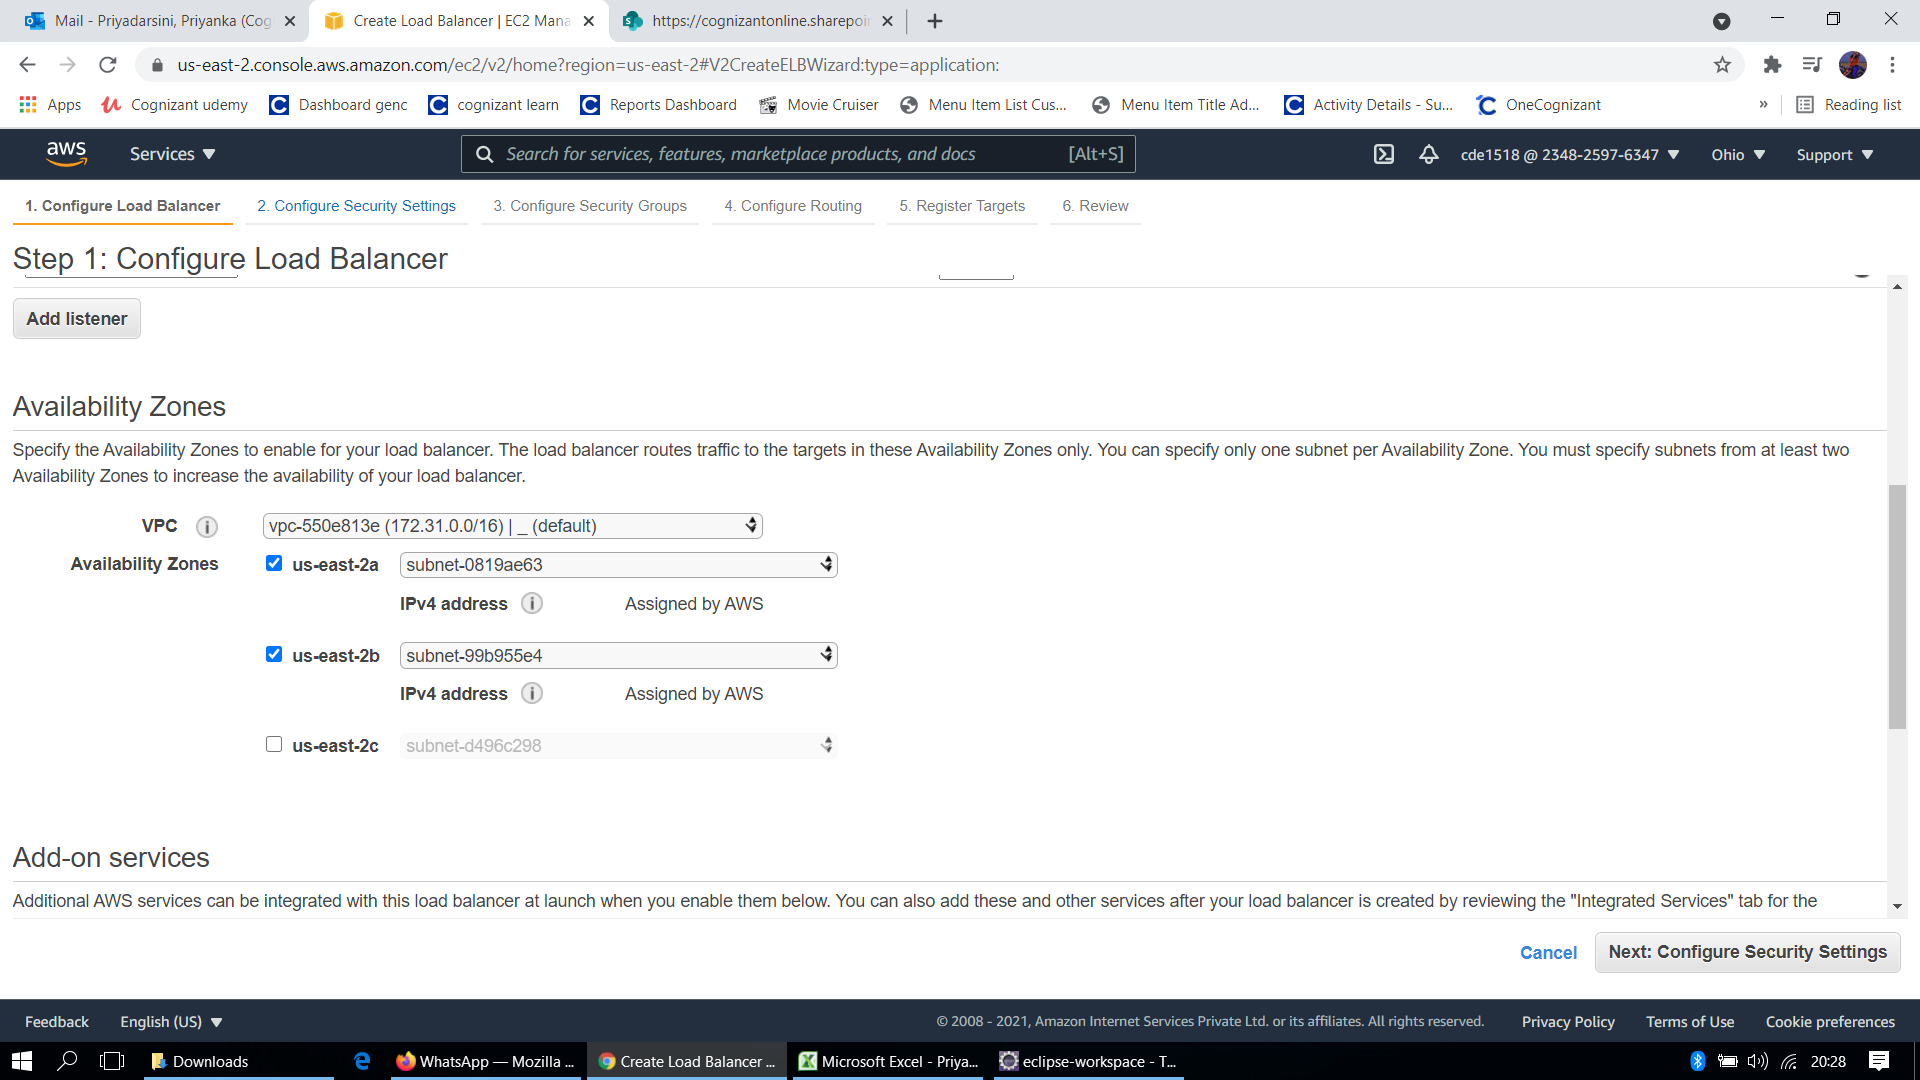 Mail - Priyadarsini, Priyanka (Cog
Create Load Balancer | EC2 Mana
https://cognizantonline.sharepoi
us-east-2.console.aws.amazon.com/ec2/v2/home?region=us-east-2#V2CreateELBWizard:type=application:
Apps
Cognizant udemy
Dashboard genc
cognizant learn
Reports Dashboard
Movie Cruiser
Menu Item List Cus...
Menu Item Title Ad...
Activity Details - Su...
OneCognizant
»
Reading list
aws
Services
Search for services, features, marketplace products, and docs
[Alt+S]
cde1518 @ 2348-2597-6347
Ohio
Support
1. Configure Load Balancer
2. Configure Security Settings
3. Configure Security Groups
4. Configure Routing
5. Register Targets
6. Review
Step 1: Configure Load Balancer
Add listener
Availability Zones
Specify the Availability Zones to enable for your load balancer. The load balancer routes traffic to the targets in these Availability Zones only. You can specify only one subnet per Availability Zone. You must specify subnets from at least two
Availability Zones to increase the availability of your load balancer.
VPC
vpc-550e813e (172.31.0.0/16) | _ (default)
Availability Zones
us-east-2a
subnet-0819ae63
IPv4 address
Assigned by AWS
us-east-2b
subnet-99b955e4
IPv4 address
Assigned by AWS
us-east-2c
subnet-d496c298
Add-on services
Additional AWS services can be integrated with this load balancer at launch when you enable them below. You can also add these and other services after your load balancer is created by reviewing the "Integrated Services" tab for the
Cancel
Next: Configure Security Settings
Feedback
English (US)
© 2008 - 2021, Amazon Internet Services Private Ltd. or its affiliates. All rights reserved.
Privacy Policy
Terms of Use
Cookie preferences
Downloads
WhatsApp — Mozilla ...
Create Load Balancer ...
Microsoft Excel - Priya...
eclipse-workspace - T...
20:28